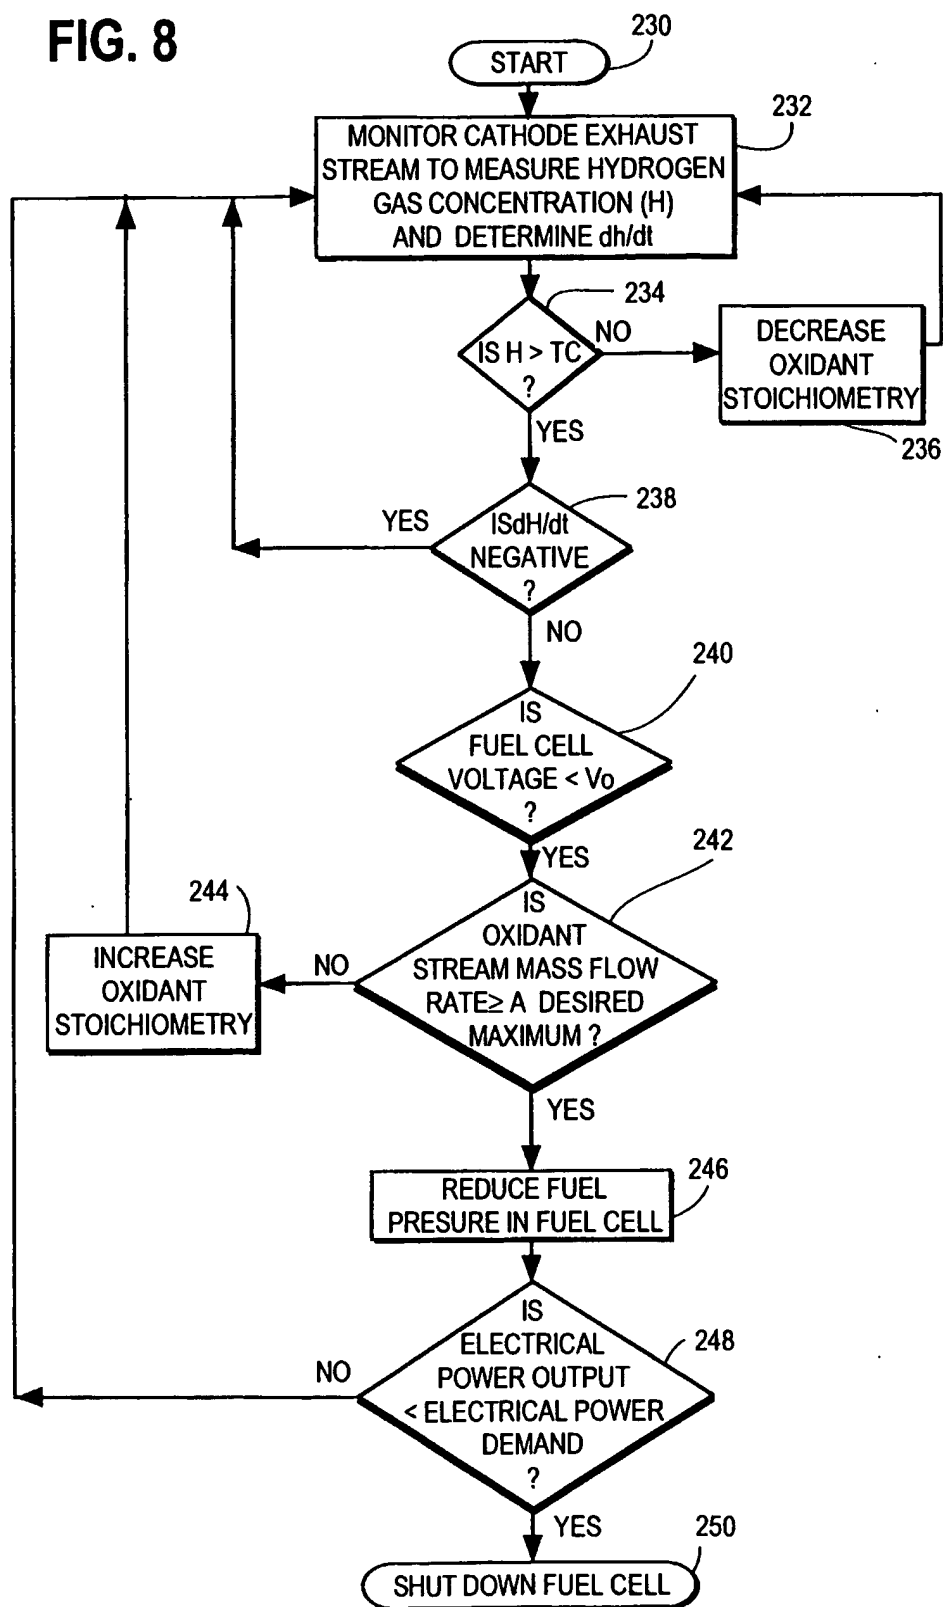 FIG. 8
230
START
232
MONITOR CATHODE EXHAUST
STREAM TO MEASURE HYDROGEN
GAS CONCENTRATION (H)
AND DETERMINE dh/dt
234
IS H > TC
?
NO
DECREASE
OXIDANT
STOICHIOMETRY
236
YES
238
YES
ISdH/dt
NEGATIVE
?
NO
240
IS
FUEL CELL
VOLTAGE < Vo
?
YES
242
244
IS
OXIDANT
STREAM MASS FLOW
RATE≥ A DESIRED
MAXIMUM ?
NO
INCREASE
OXIDANT
STOICHIOMETRY
YES
246
REDUCE FUEL
PRESURE IN FUEL CELL
248
IS
ELECTRICAL
POWER OUTPUT
< ELECTRICAL POWER
DEMAND
?
NO
YES
250
SHUT DOWN FUEL CELL